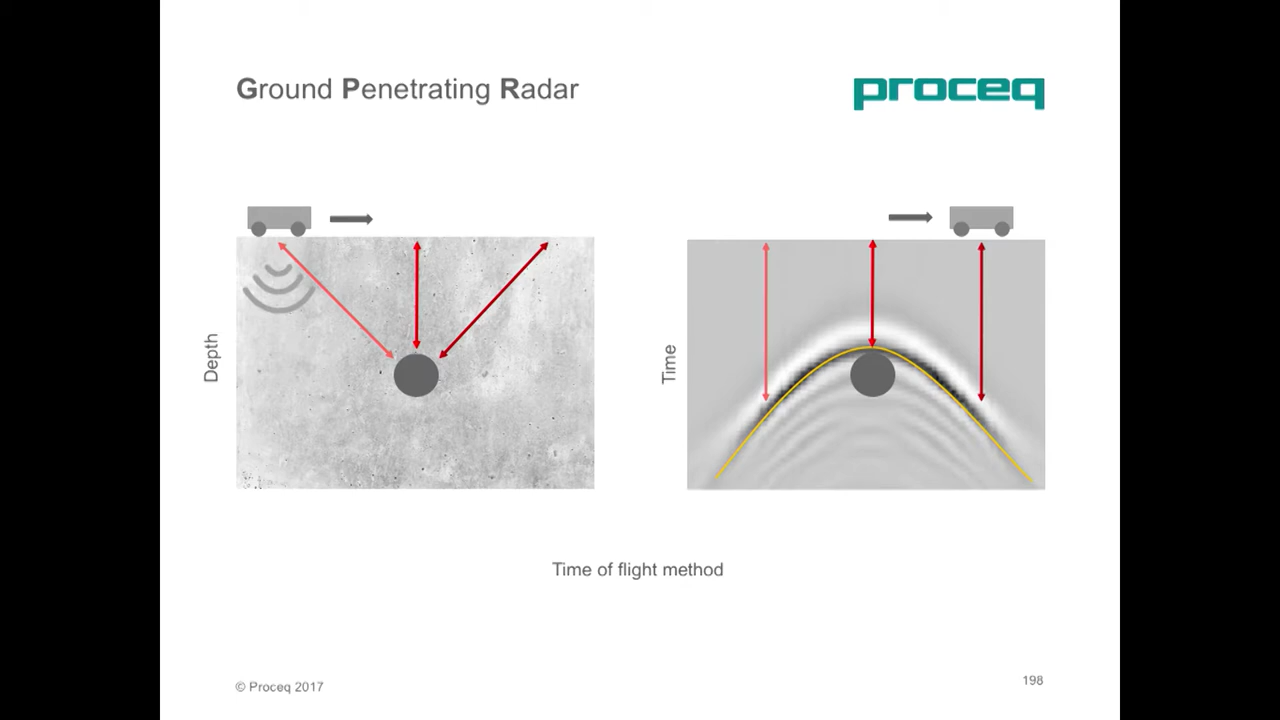 Ground Penetrating Radar
proceq
Depth
Time
Time of flight method
© Proceq 2017
198